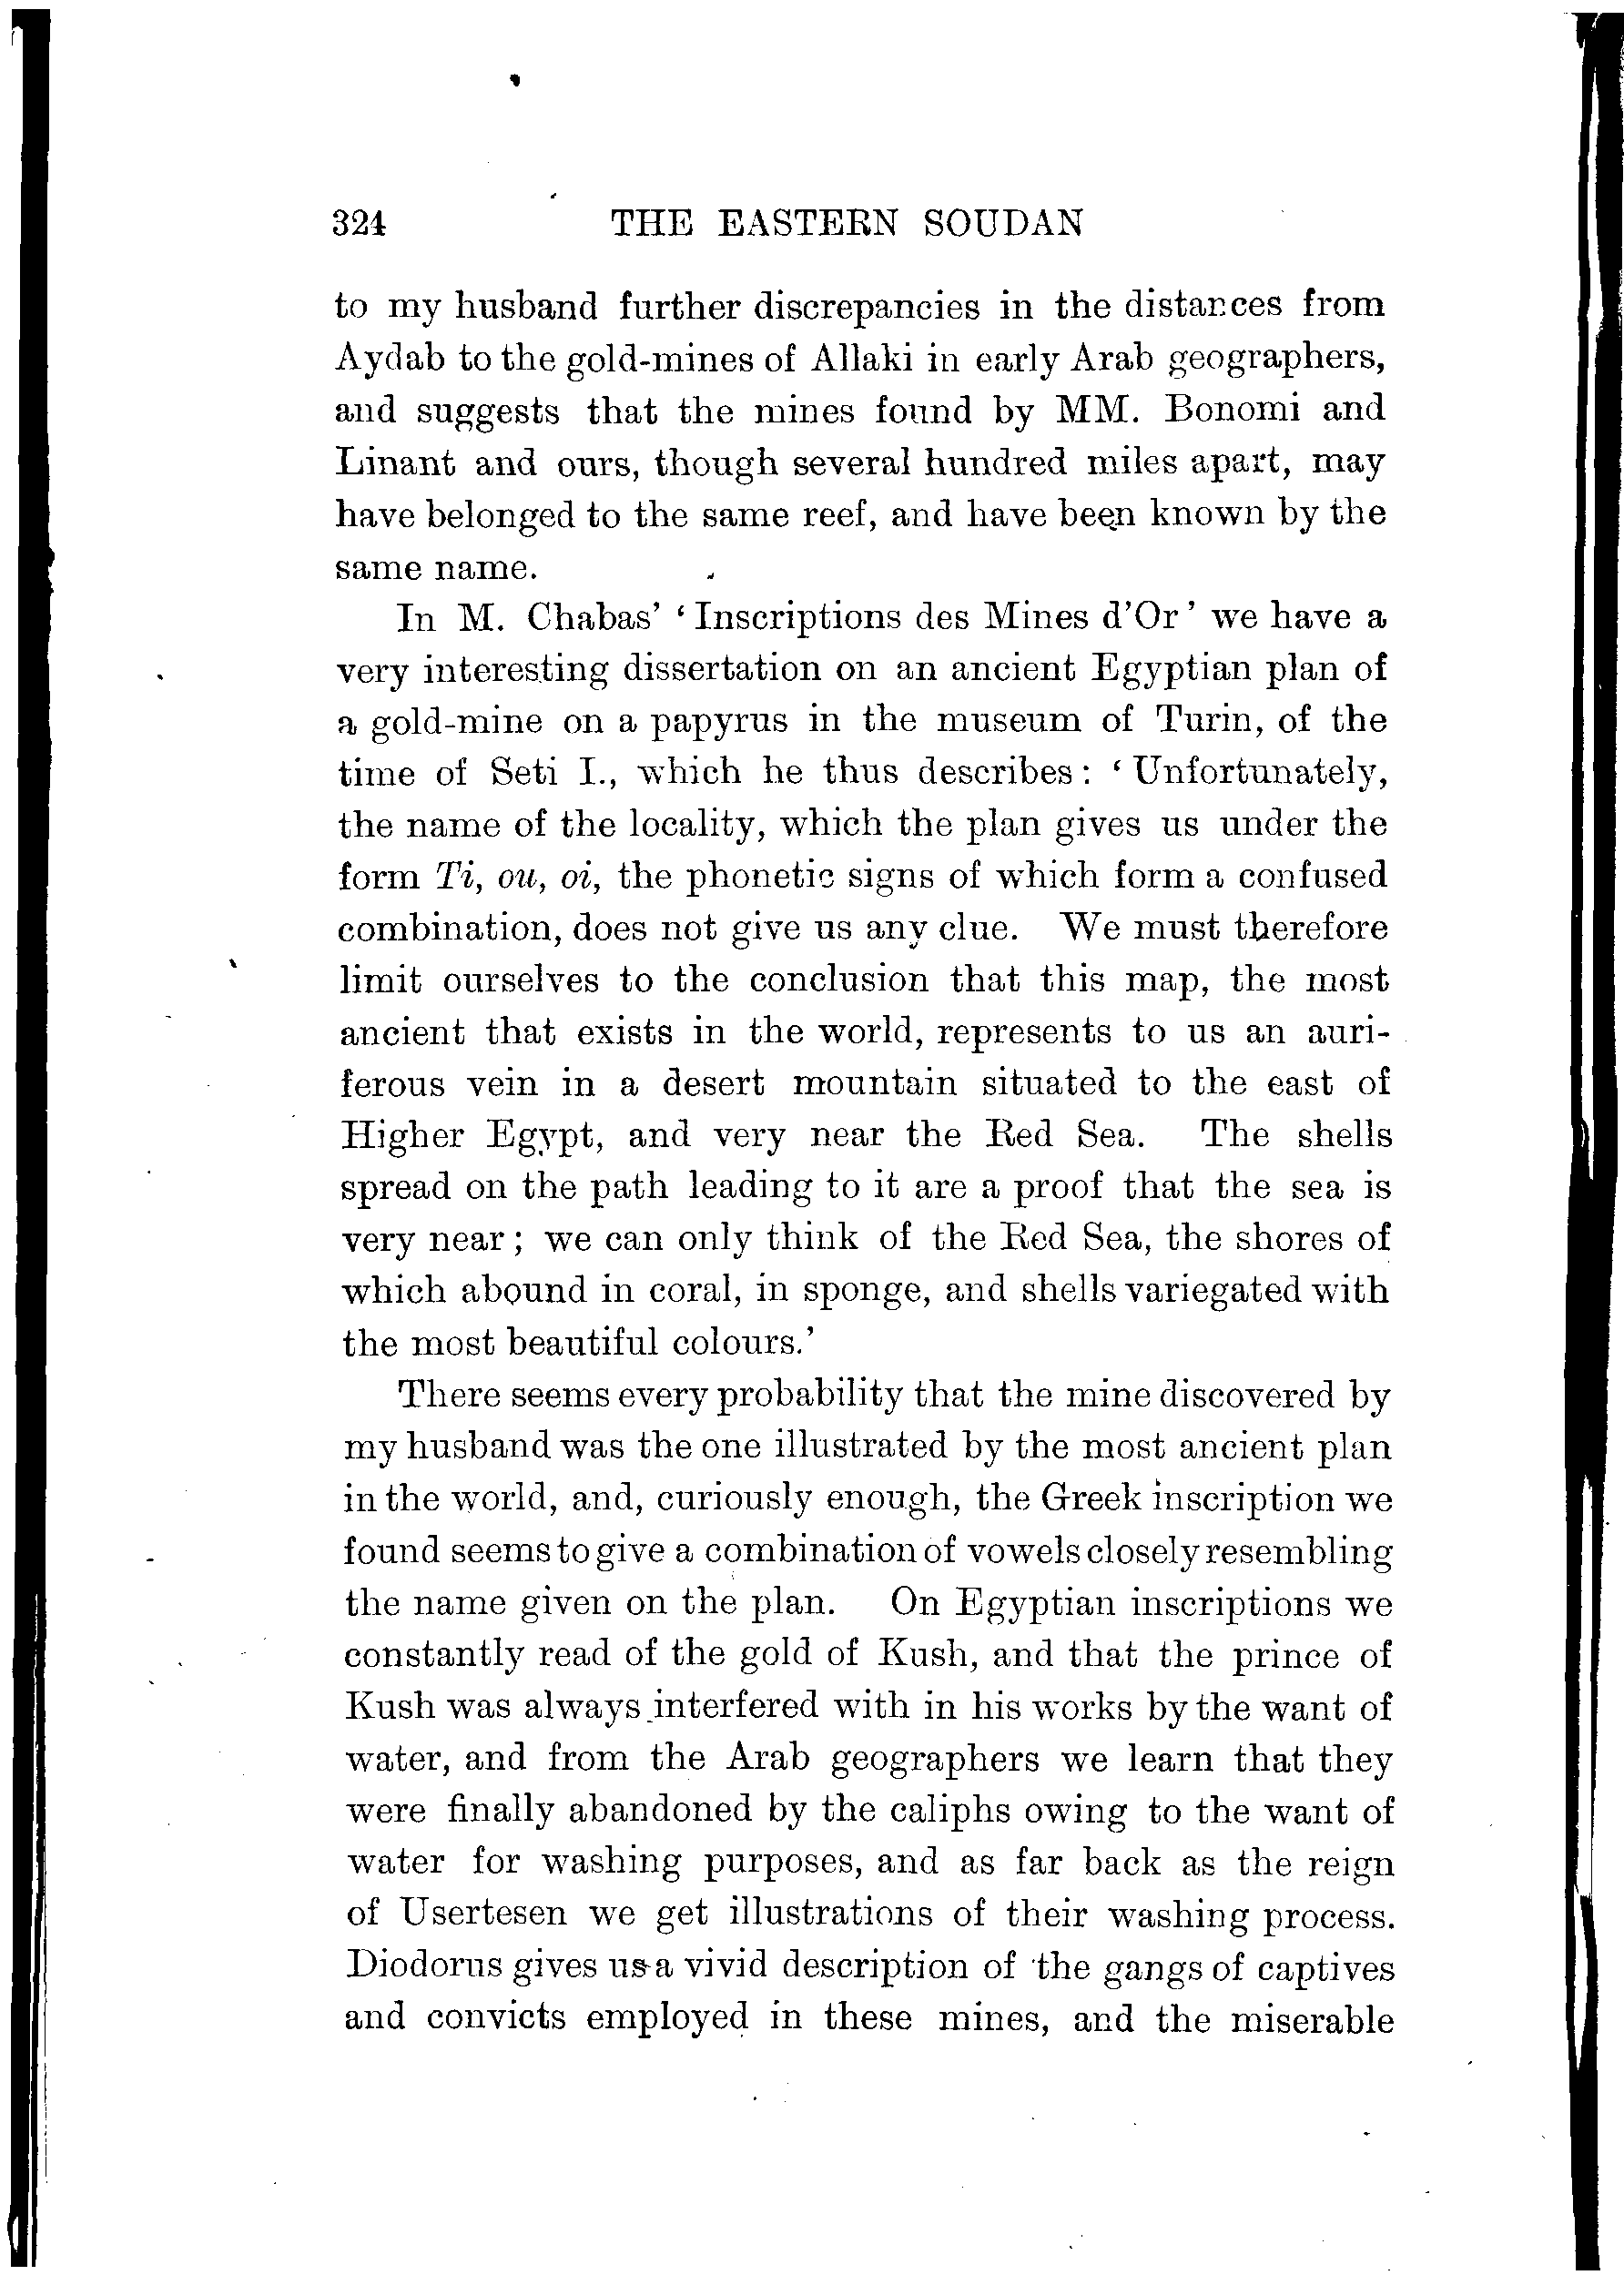 324 THE EASTERN SOUDAN
to my husband further discrepancies in the distances from
Aydab to the gold-mines of Allaki in early Arab geographers,
and suggests that the mines found by MM. Bonomi and
Linant and ours, though several hundred miles apart, may
have belonged to the same reef, and have been known by the
same name.
In M. Chabas' ‘Inscriptions des Mines d'Or’ we have a
very interesting dissertation on an ancient Egyptian plan of
a gold-mine on a papyrus in the museum of Turin, of the
time of Seti I., which he thus describes: ‘Unfortunately,
the name of the locality, which the plan gives us under the
form Ti, ou, oi, the phonetic signs of which form a confused
combination, does not give us any clue. We must therefore
limit ourselves to the conclusion that this map, the most
ancient that exists in the world, represents to us an auri-
ferous vein in a desert mountain situated to the east of
Higher Egypt, and very near the Red Sea. The shells
spread on the path leading to it are a proof that the sea is
very near; we can only think of the Red Sea, the shores of
which abound in coral, in sponge, and shells variegated with
the most beautiful colours.’
There seems every probability that the mine discovered by
my husband was the one illustrated by the most ancient plan
in the world, and, curiously enough, the Greek inscription we
found seems to give a combination of vowels closely resembling
the name given on the plan. On Egyptian inscriptions we
constantly read of the gold of Kush, and that the prince of
Kush was always interfered with in his works by the want of
water, and from the Arab geographers we learn that they
were finally abandoned by the caliphs owing to the want of
water for washing purposes, and as far back as the reign
of Usertesen we get illustrations of their washing process.
Diodorus gives us a vivid description of the gangs of captives
and convicts employed in these mines, and the miserable